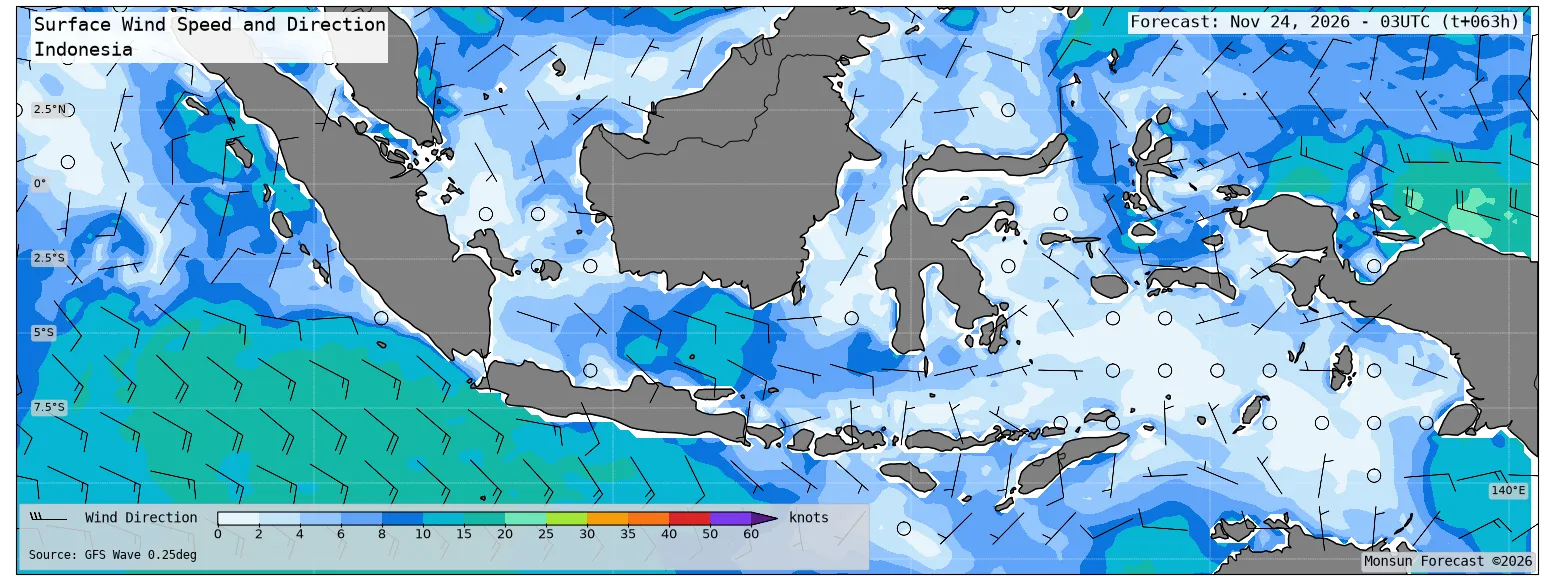 Surface Wind Speed and Direction
Indonesia
Forecast: Nov 24, 2026 - 03UTC (t+063h)
2.5°N
0°
2.5°S
5°S
7.5°S
140°E
Wind Direction
0 2 4 6 8 10 15 20 25 30 35 40 50 60 knots
Source: GFS Wave 0.25deg
Monsun Forecast ©2026